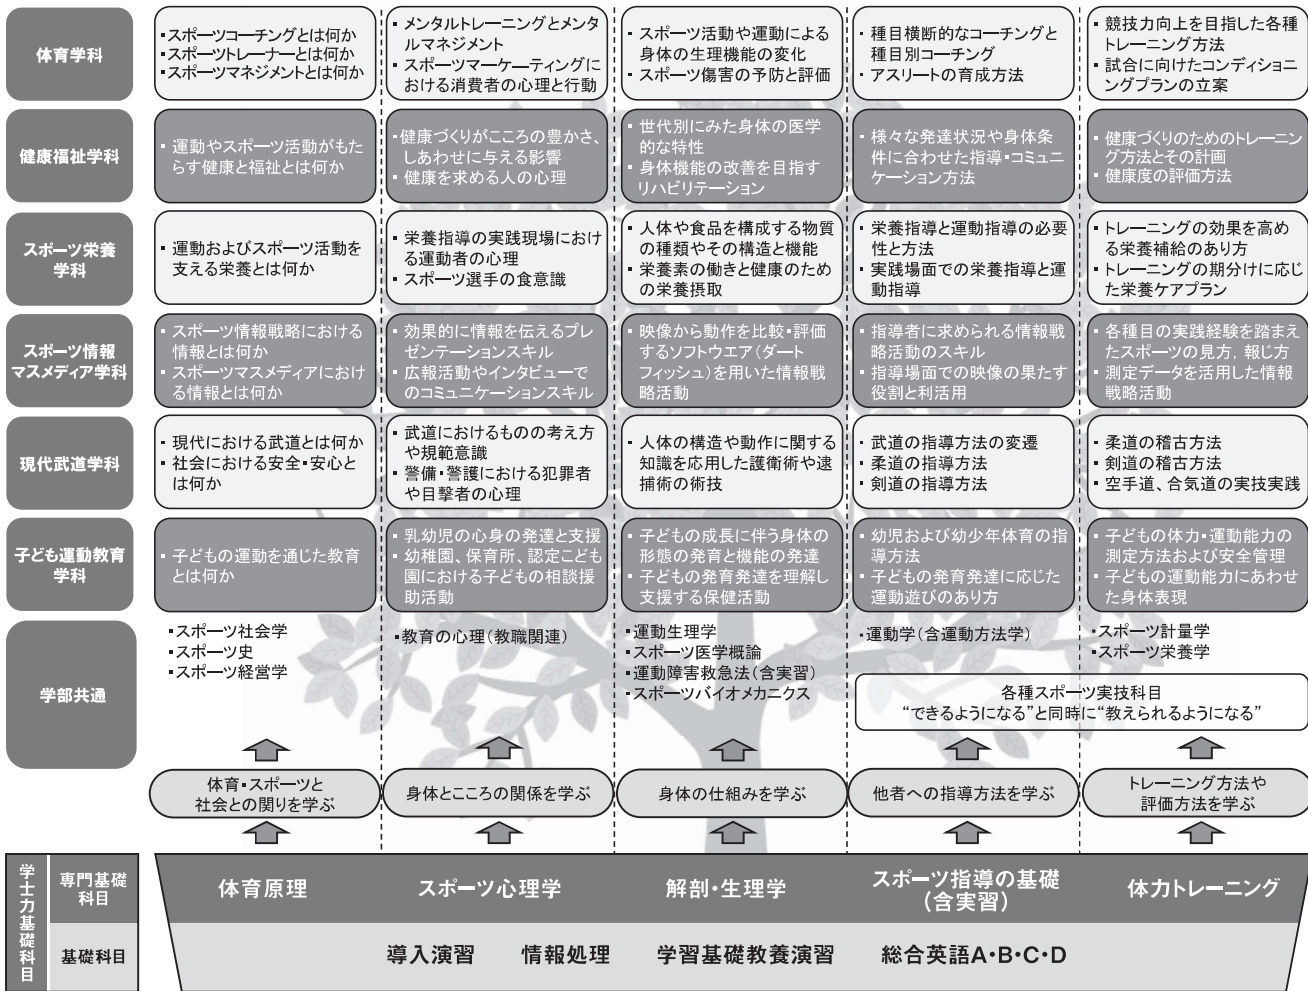 体育学科
▪スポーツコーチングとは何か
▪スポーツトレーナーとは何か
▪スポーツマネジメントとは何か
▪メンタルトレーニングとメンタ
ルマネジメント
▪スポーツマーケティングに
おける消費者の心理と行動
▪スポーツ活動や運動による
身体の生理機能の変化
▪スポーツ傷害の予防と評価
▪種目横断的なコーチングと
種目別コーチング
▪アスリートの育成方法
▪競技力向上を目指した各種
トレーニング方法
▪試合に向けたコンディショニ
ングプランの立案
健康福祉学科
▪運動やスポーツ活動がもた
らす健康と福祉とは何か
▪健康づくりがこころの豊かさ、
しあわせに与える影響
▪健康を求める人の心理
▪世代別にみた身体の医学
的な特性
▪身体機能の改善を目指す
リハビリテーション
▪様々な発達状況や身体条
件に合わせた指導・コミュニ
ケーション方法
▪健康づくりのためのトレーニン
グ方法とその計画
▪健康度の評価方法
スポーツ栄養
学科
▪運動およびスポーツ活動を
支える栄養とは何か
▪栄養指導の実践現場におけ
る運動者の心理
▪スポーツ選手の食意識
▪人体や食品を構成する物質
の種類やその構造と機能
▪栄養素の働きと健康のため
の栄養摂取
▪栄養指導と運動指導の必要
性と方法
▪実践場面での栄養指導と運
動指導
▪トレーニングの効果を高め
る栄養補給のあり方
▪トレーニングの期分けに応じ
た栄養ケアプラン
スポーツ情報
マスメディア学科
▪スポーツ情報戦略における
情報とは何か
▪スポーツマスメディアにおけ
る情報とは何か
▪効果的に情報を伝えるプレ
ゼンテーションスキル
▪広報活動やインタビューで
のコミュニケーションスキル
▪映像から動作を比較・評価
するソフトウエア（ダート
フィッシュ）を用いた情報戦
略活動
▪指導者に求められる情報戦
略活動のスキル
▪指導場面での映像の果たす
役割と利活用
▪各種目の実践経験を踏まえ
たスポーツの見方，報じ方
▪測定データを活用した情報
戦略活動
現代武道学科
▪現代における武道とは何か
▪社会における安全・安心と
は何か
▪武道におけるものの考え方
や規範意識
▪警備・警護における犯罪者
や目撃者の心理
▪人体の構造や動作に関する
知識を応用した護衛術や逮
捕術の術技
▪武道の指導方法の変遷
▪柔道の指導方法
▪剣道の指導方法
▪柔道の稽古方法
▪剣道の稽古方法
▪空手道、合気道の実技実践
子ども運動教育
学科
▪子どもの運動を通じた教育
とは何か
▪乳幼児の心身の発達と支援
▪幼稚園、保育所、認定こども
園における子どもの相談援
助活動
▪子どもの成長に伴う身体の
形態の発育と機能の発達
▪子どもの発育発達を理解し
支援する保健活動
▪幼児および幼少年体育の指
導方法
▪子どもの発育発達に応じた
運動遊びのあり方
▪子どもの体力・運動能力の
測定方法および安全管理
▪子どもの運動能力にあわせ
た身体表現
学部共通
▪スポーツ社会学
▪スポーツ史
▪スポーツ経営学
▪教育の心理（教職関連）
▪運動生理学
▪スポーツ医学概論
▪運動障害救急法（含実習）
▪スポーツバイオメカニクス
▪運動学（含運動方法学）
▪スポーツ計量学
▪スポーツ栄養学
各種スポーツ実技科目
“できるようになる”と同時に“教えられるようになる”
体育・スポーツと
社会との関りを学ぶ
身体とこころの関係を学ぶ
身体の仕組みを学ぶ
他者への指導方法を学ぶ
トレーニング方法や
評価方法を学ぶ
学士力基礎科目
専門基礎
科目
体育原理
スポーツ心理学
解剖・生理学
スポーツ指導の基礎
（含実習）
体力トレーニング
基礎科目
導入演習 情報処理 学習基礎教養演習 総合英語A・B・C・D